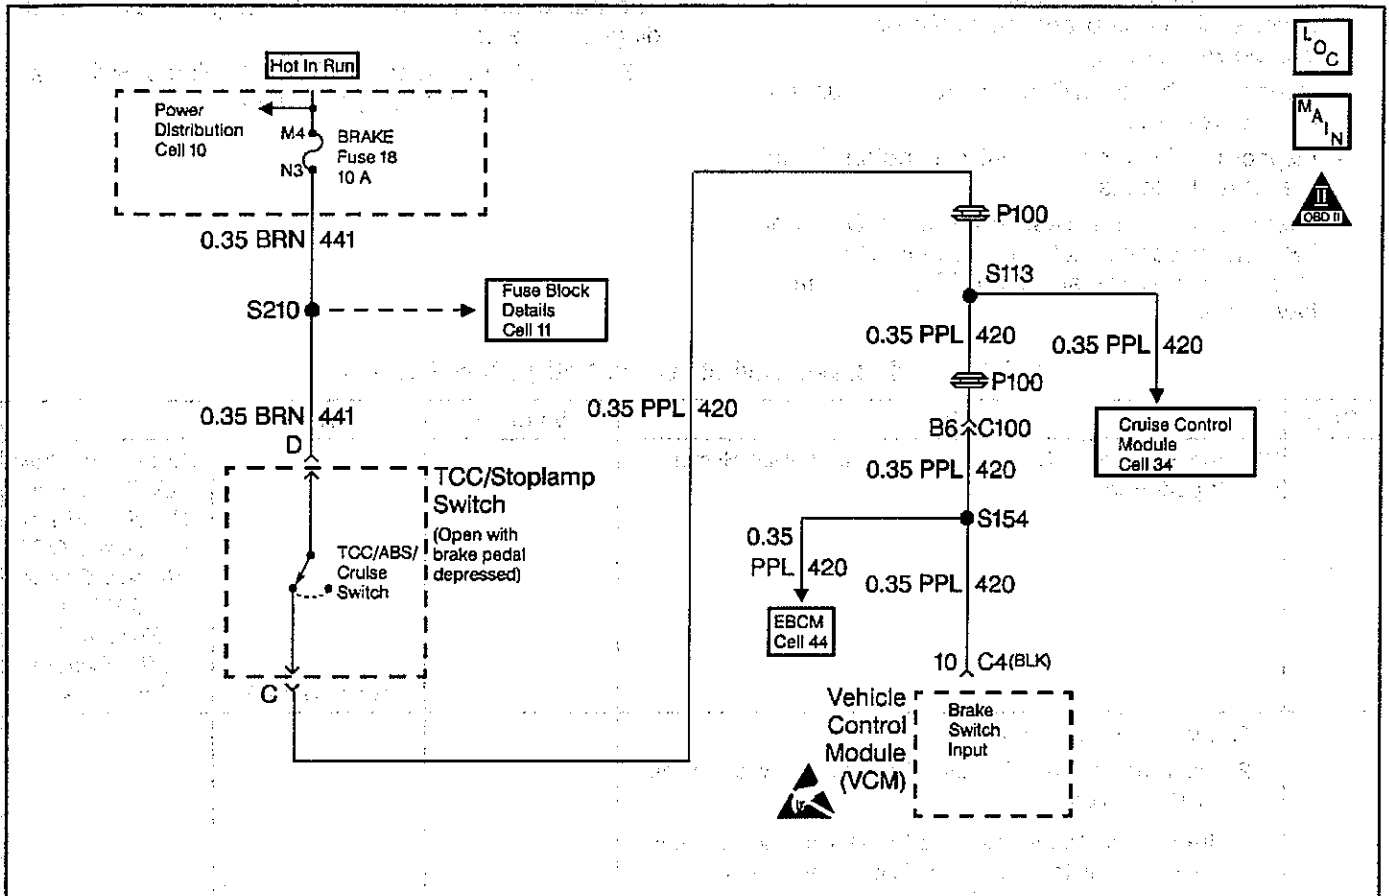 Hot In Run
Power
Distribution
Cell 10
M4
N3
BRAKE
Fuse 18
10 A
0.35 BRN 441
S210
Fuse Block
Details
Cell 11
0.35 BRN 441
D
TCC/Stoplamp
Switch
(Open with
brake pedal
depressed)
TCC/ABS/
Cruise
Switch
C
0.35 PPL 420
P100
S113
0.35 PPL 420
0.35 PPL 420
P100
B6 C100
Cruise Control
Module
Cell 34
0.35 PPL 420
S154
0.35
PPL 420
0.35 PPL 420
EBCM
Cell 44
10 C4(BLK)
Vehicle
Control
Module
(VCM)
Brake
Switch
Input
LOC
MAIN
II
OBD II